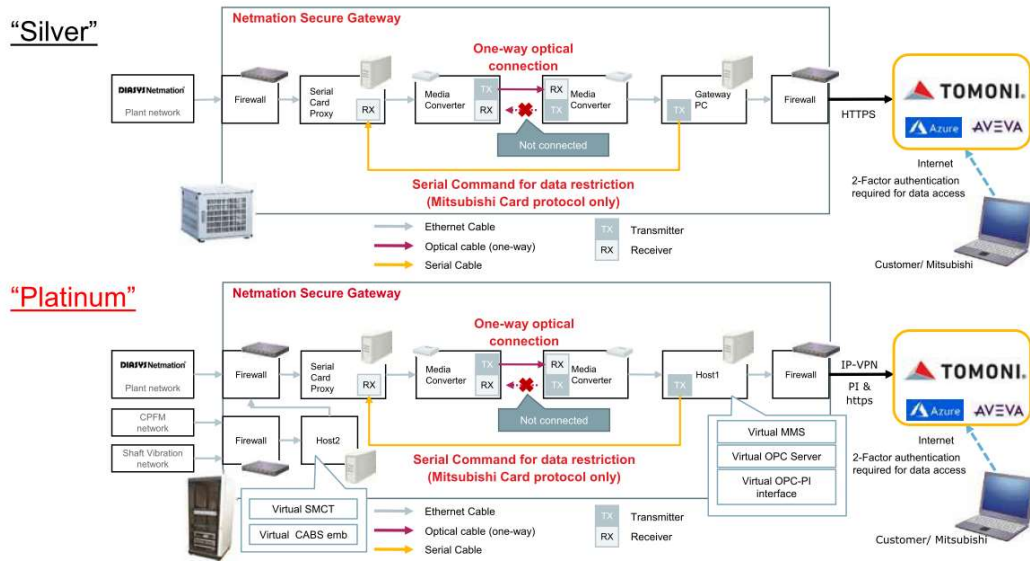 "Silver"
Netmation Secure Gateway
One-way optical
connection
DIASYS Netmation®
Plant network
Firewall
Serial
Card
Proxy
RX
Media
Converter
TX
RX
RX
TX
Media
Converter
Gateway
PC
TX
Firewall
HTTPS
TOMONI®
Azure
AVEVA
Not connected
Internet
2-Factor authentication
required for data access
Serial Command for data restriction
(Mitsubishi Card protocol only)
Ethernet Cable
Optical cable (one-way)
Serial Cable
TX
Transmitter
RX
Receiver
Customer/ Mitsubishi
"Platinum"
Netmation Secure Gateway
One-way optical
connection
DIASYS Netmation®
Plant network
Firewall
Serial
Card
Proxy
RX
Media
Converter
TX
RX
RX
TX
Media
Converter
Host1
TX
Firewall
IP-VPN
PI &
https
TOMONI®
Azure
AVEVA
Not connected
CPFM
network
Shaft Vibration
network
Firewall
Host2
Virtual MMS
Virtual OPC Server
Virtual OPC-PI
interface
Internet
2-Factor authentication
required for data access
Serial Command for data restriction
(Mitsubishi Card protocol only)
Virtual SMCT
Virtual CABS emb
Ethernet Cable
Optical cable (one-way)
Serial Cable
TX
Transmitter
RX
Receiver
Customer/ Mitsubishi